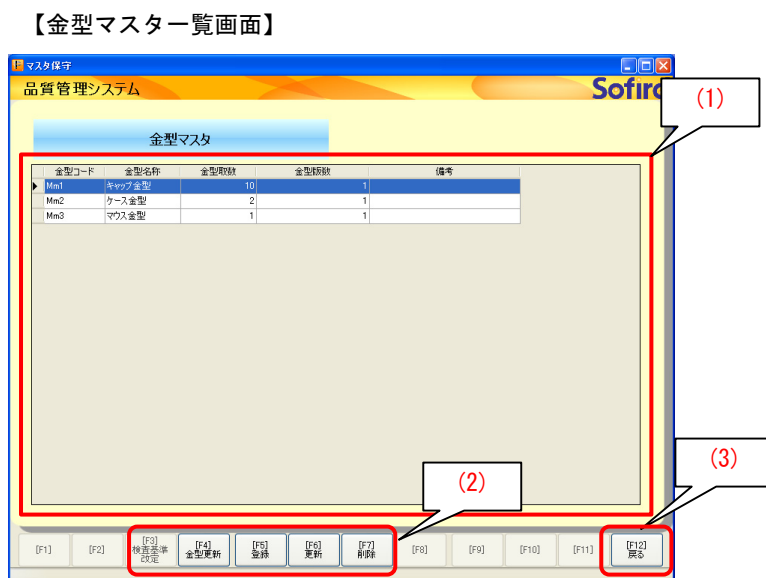 【金型マスター覧画面】
マスタ保守
品質管理システム
(1)
金型マスタ
金型コード 金型名称 金型取数 金型版数 備考
Mm1 キャップ金型 10 1
Mm2 ケース金型 2 1
Mm3 マウス金型 1 1
(2)
(3)
[F1]
[F2]
[F3]
検査基準
改定
[F4]
金型更新
[F5]
登録
[F6]
更新
[F7]
削除
[F8]
[F9]
[F10]
[F11]
[F12]
戻る